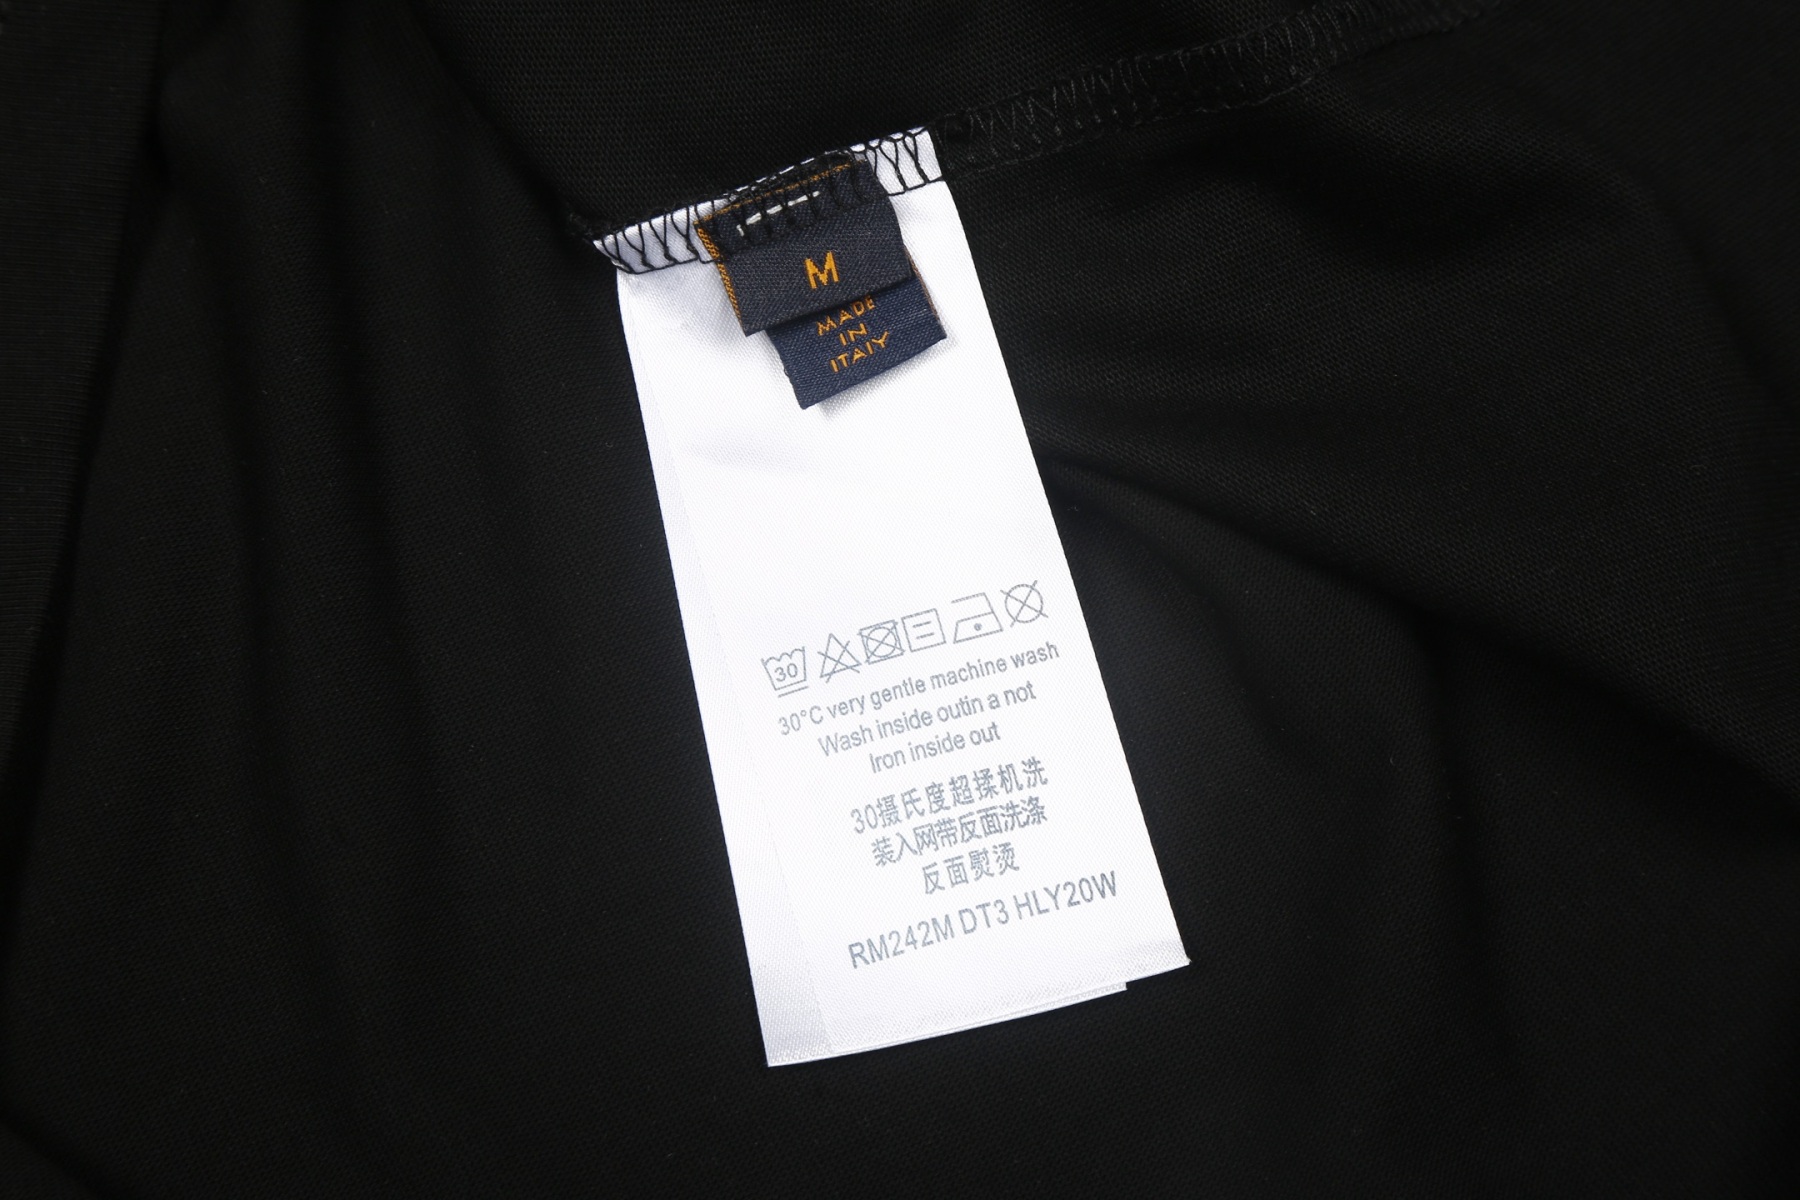 M
MADE
IN
ITALY
30
30°C very gentle machine wash
Wash inside outin a not
Iron inside out
30摄氏度超揉机洗
装入网带反面洗涤
反面熨烫
RM242M DT3 HLY20W